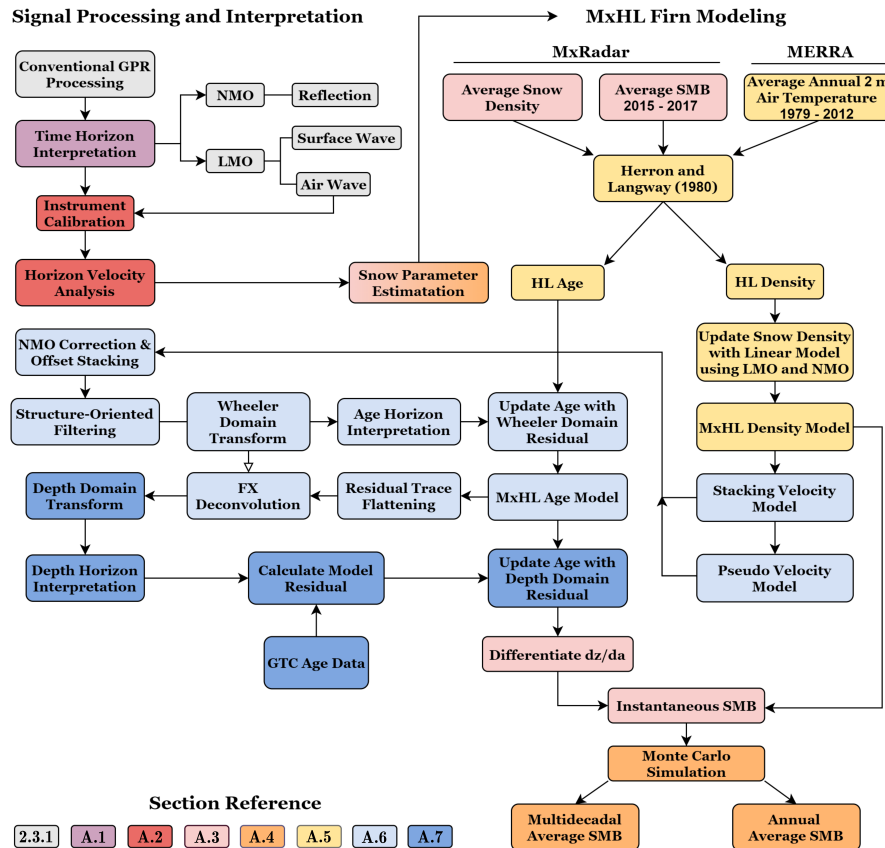 Signal Processing and Interpretation
MxHL Firn Modeling
MxRadar
MERRA
Conventional GPR
Processing
NMO
Reflection
Time Horizon
Interpretation
LMO
Surface Wave
Air Wave
Instrument
Calibration
Horizon Velocity
Analysis
Snow Parameter
Estimatation
Average Snow
Density
Average SMB
2015 - 2017
Average Annual 2 m
Air Temperature
1979 - 2012
Herron and
Langway (1980)
HL Age
HL Density
NMO Correction &
Offset Stacking
Update Snow Density
with Linear Model
using LMO and NMO
Structure-Oriented
Filtering
Wheeler
Domain
Transform
Age Horizon
Interpretation
Update Age with
Wheeler Domain
Residual
MxHL Density Model
Depth Domain
Transform
FX
Deconvolution
Residual Trace
Flattening
MxHL Age Model
Stacking Velocity
Model
Depth Horizon
Interpretation
Calculate Model
Residual
Update Age with
Depth Domain
Residual
Pseudo Velocity
Model
GTC Age Data
Differentiate dz/da
Instantaneous SMB
Monte Carlo
Simulation
Multidecadal
Average SMB
Annual
Average SMB
Section Reference
2.3.1 A.1 A.2 A.3 A.4 A.5 A.6 A.7